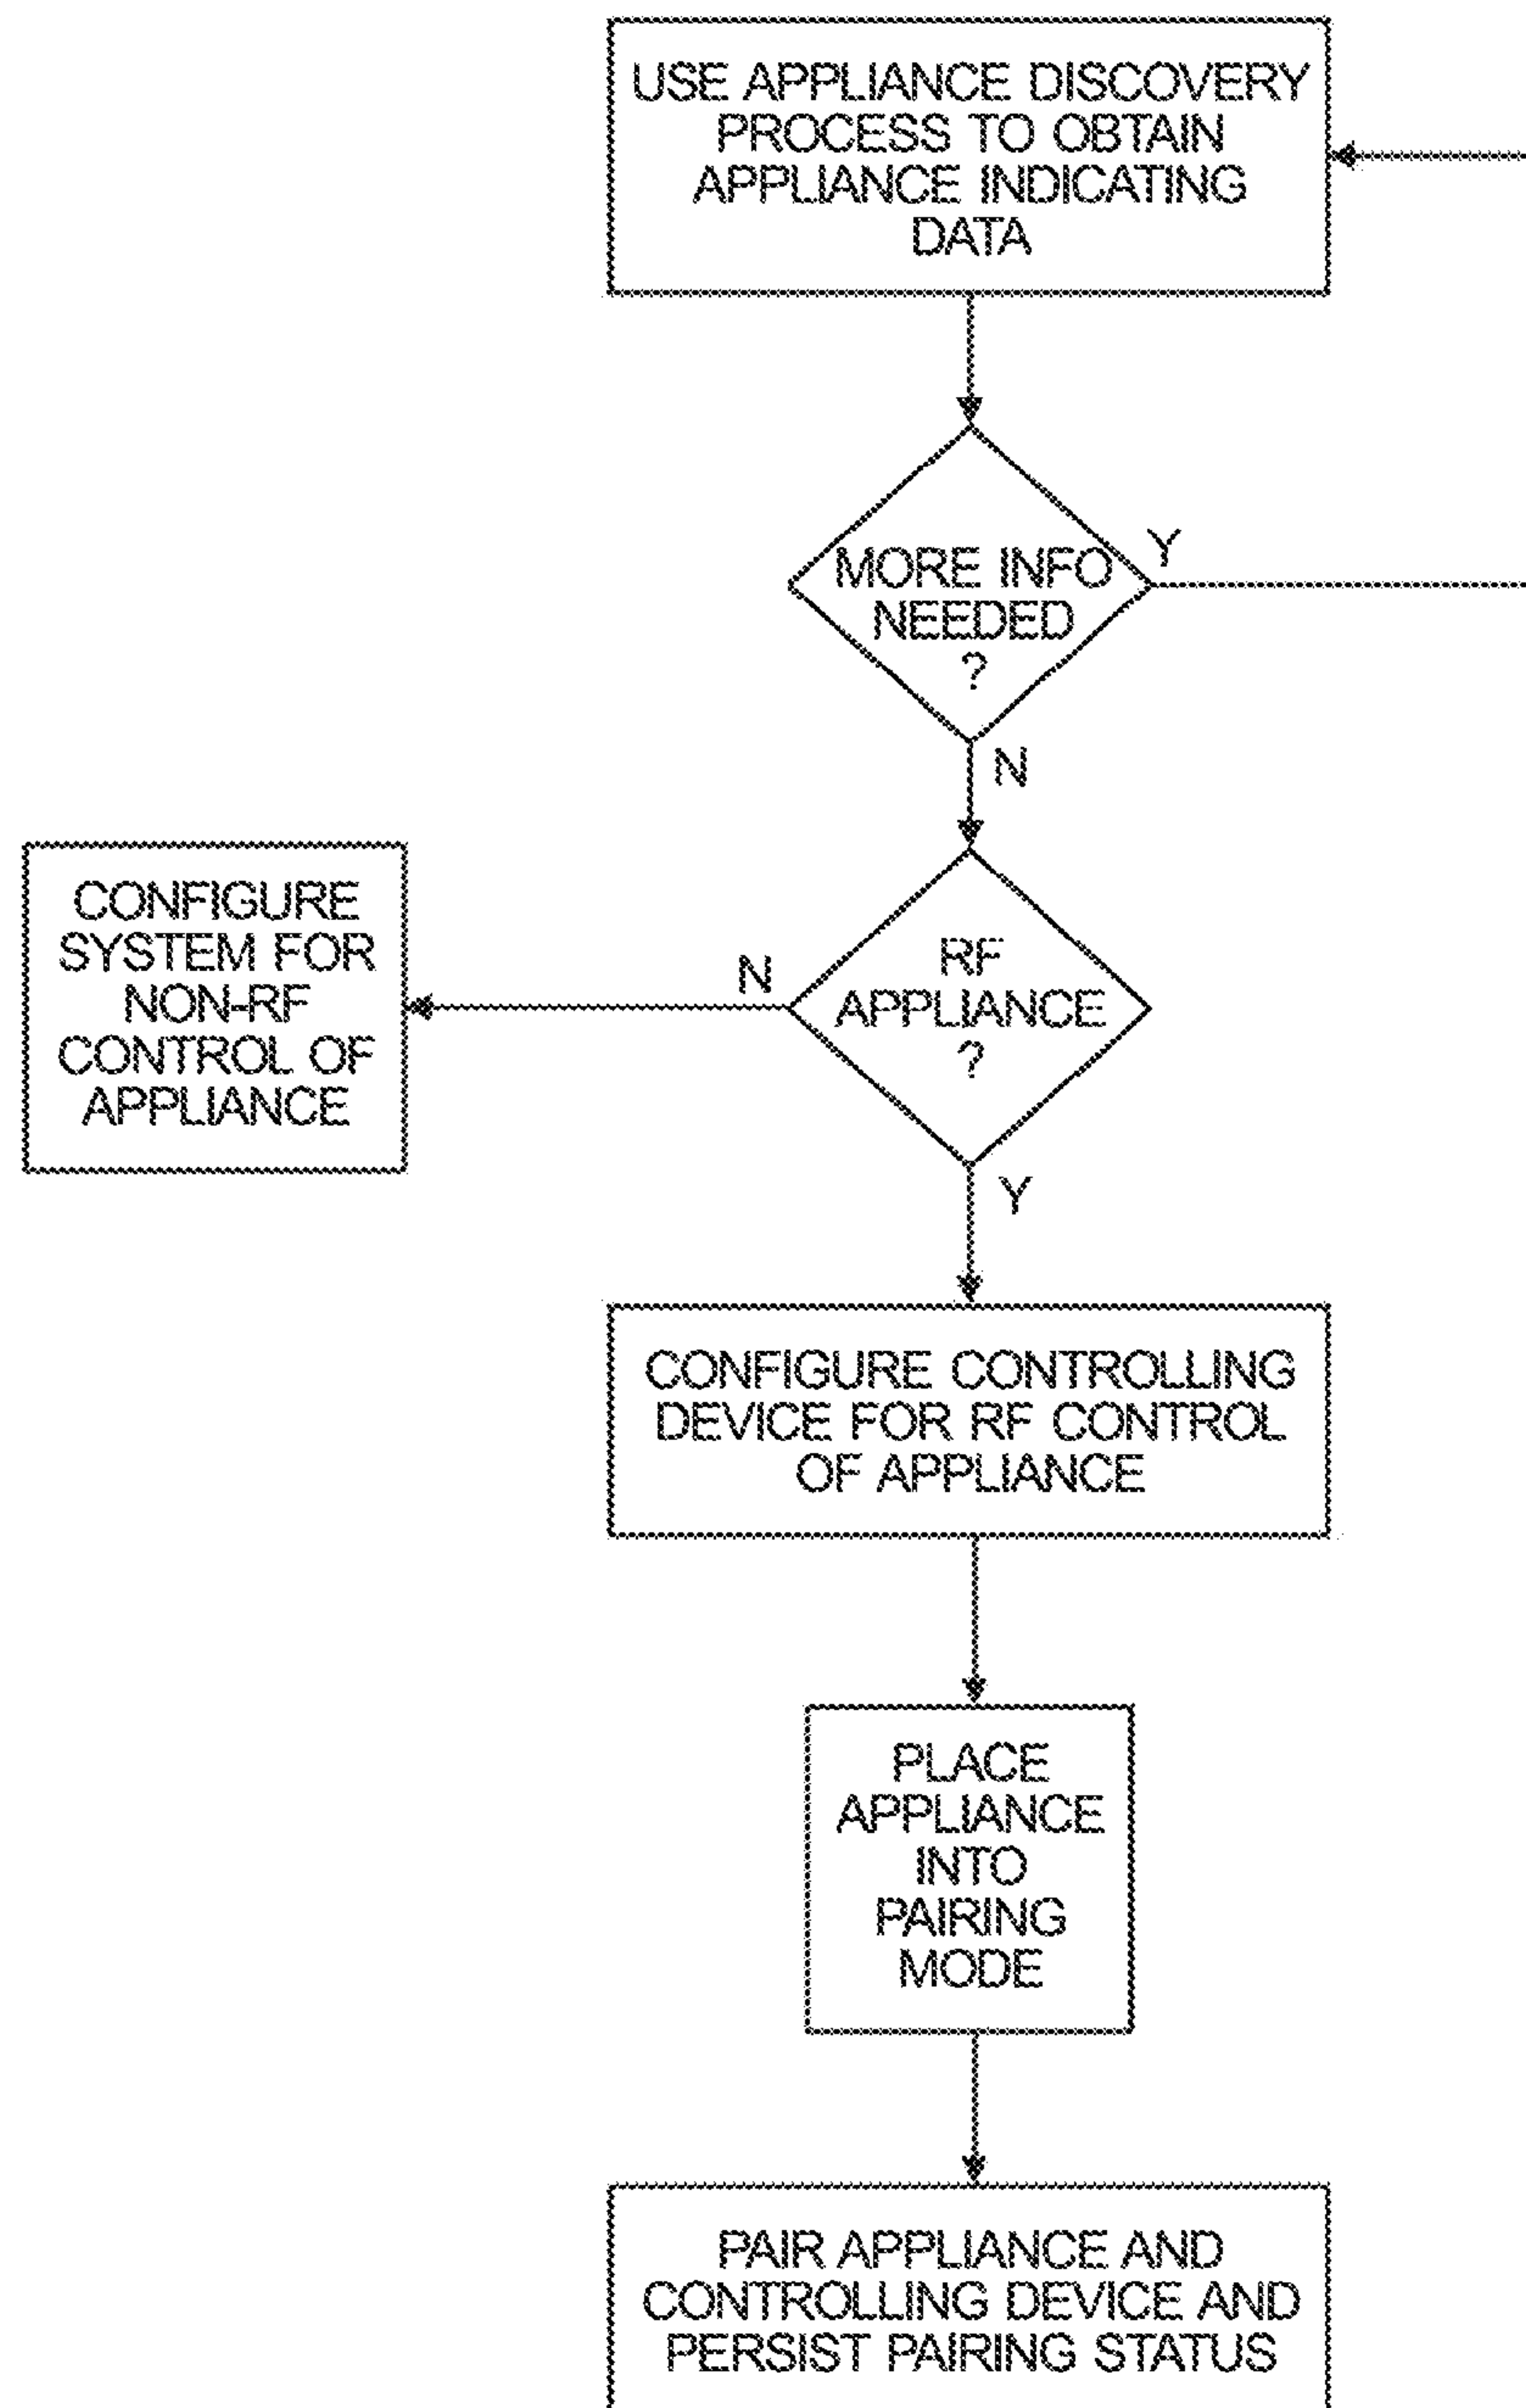 USE APPLIANCE DISCOVERY
PROCESS TO OBTAIN
APPLIANCE INDICATING
DATA
MORE INFO
NEEDED
?
Y
N
RF
APPLIANCE
?
N
CONFIGURE
SYSTEM FOR
NON-RF
CONTROL OF
APPLIANCE
Y
CONFIGURE CONTROLLING
DEVICE FOR RF CONTROL
OF APPLIANCE
PLACE
APPLIANCE
INTO
PAIRING
MODE
PAIR APPLIANCE AND
CONTROLLING DEVICE AND
PERSIST PAIRING STATUS